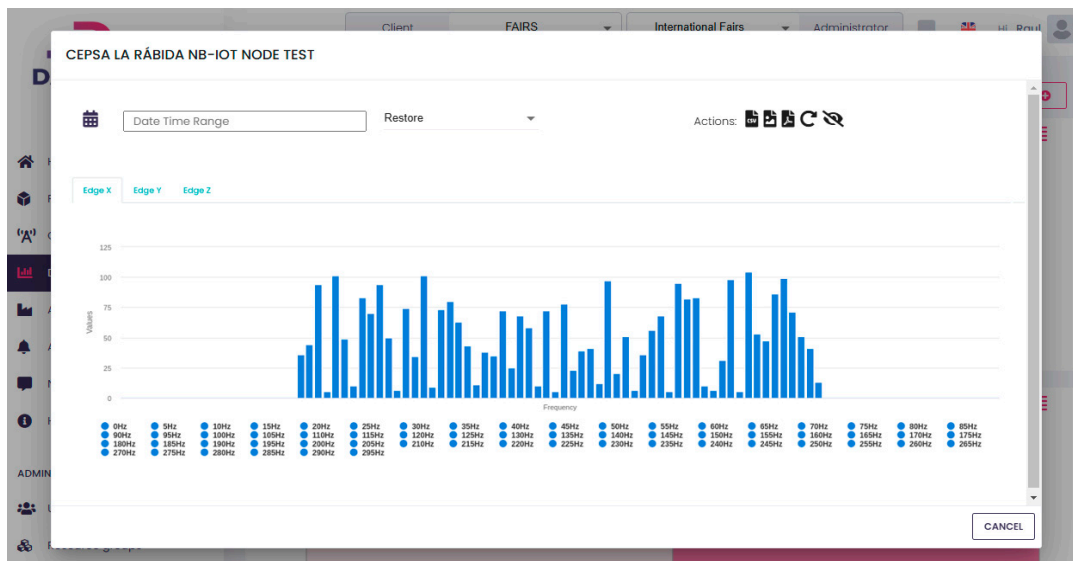 Client FAIRS International Fairs Administrator Hi Raul
CEPSA LA RÁBIDA NB-IOT NODE TEST
Date Time Range Restore Actions:
Edge X Edge Y Edge Z
125
100
75
50
25
0
Values
Frequency
0Hz 5Hz 10Hz 15Hz 20Hz 25Hz 30Hz 35Hz 40Hz 45Hz 50Hz 55Hz 60Hz 65Hz 70Hz 75Hz 80Hz 85Hz
90Hz 95Hz 100Hz 105Hz 110Hz 115Hz 120Hz 125Hz 130Hz 135Hz 140Hz 145Hz 150Hz 155Hz 160Hz 165Hz 170Hz 175Hz
180Hz 185Hz 190Hz 195Hz 200Hz 205Hz 210Hz 215Hz 220Hz 225Hz 230Hz 235Hz 240Hz 245Hz 250Hz 255Hz 260Hz 265Hz
270Hz 275Hz 280Hz 285Hz 290Hz 295Hz
CANCEL